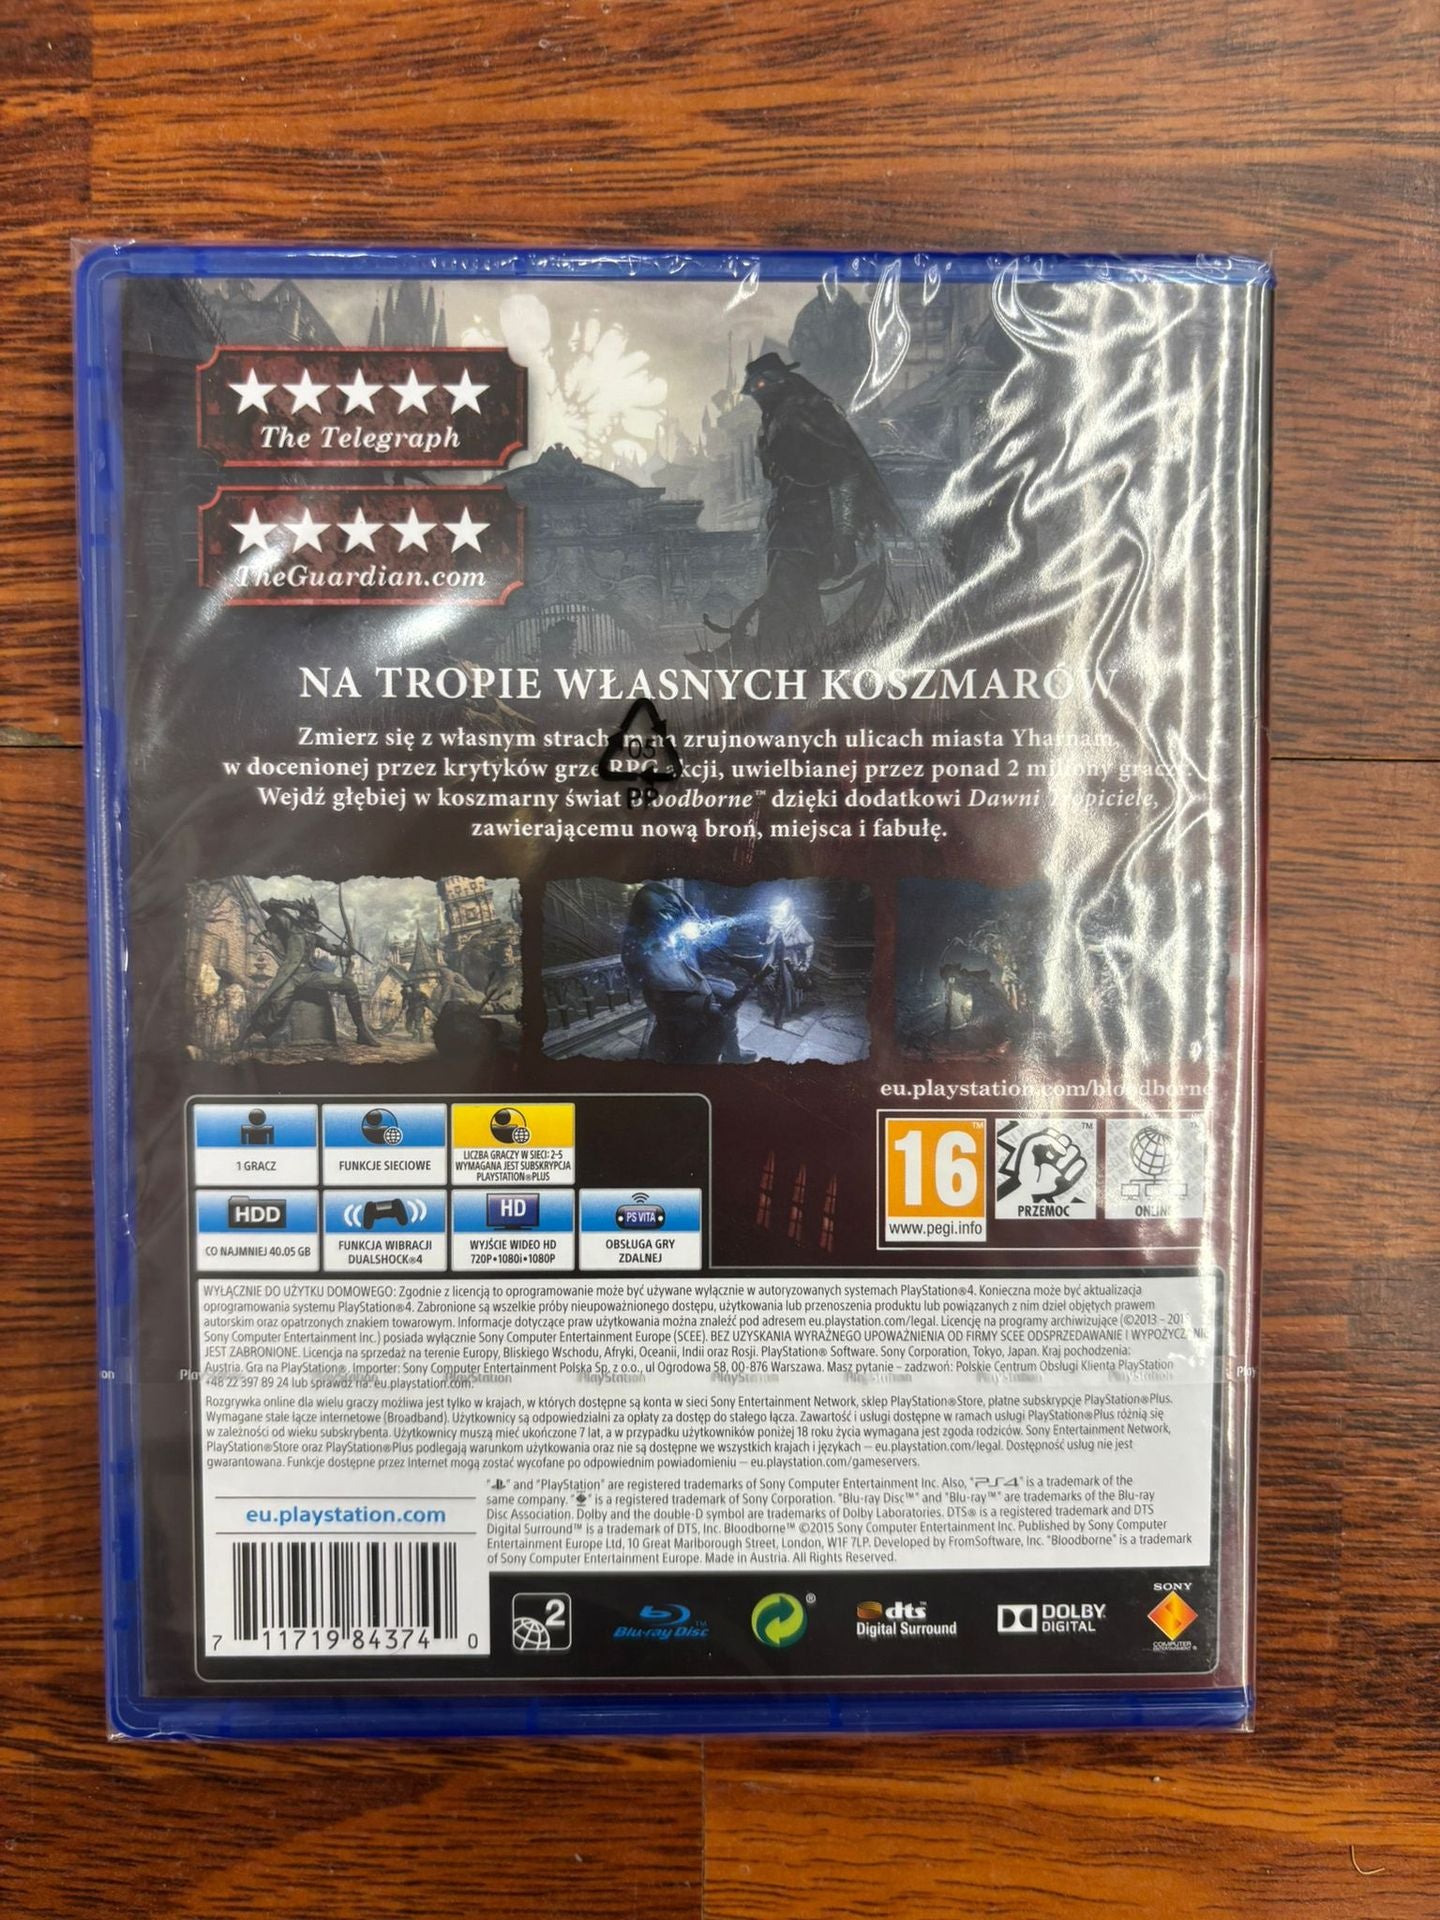 The Telegraph
TheGuardian.com
NA TROPIE WŁASNYCH KOSZMARÓW
Zmierz się z własnym strachem na zrujnowanych ulicach miasta Yharnam,
w docenionej przez krytyków grze RPG akcji, uwielbianej przez ponad 2 miliony graczy.
Wejdź głębiej w koszmarny świat Bloodborne™ dzięki dodatkowi Dawni Tropiciele,
zawierającemu nową broń, miejsca i fabułę.
05
PP
eu.playstation.com/bloodborne
1 GRACZ
FUNKCJE SIECIOWE
LICZBA GRACZY W SIECI: 2-5
WYMAGANA JEST SUBSKRYPCJA
PLAYSTATION®PLUS
HDD
CO NAJMNIEJ 40.05 GB
FUNKCJA WIBRACJI
DUALSHOCK®4
HD
WYJŚCIE WIDEO HD
720P•1080i•1080P
PS VITA
OBSŁUGA GRY
ZDALNEJ
16
www.pegi.info
PRZEMOC
ONLINE
WYŁĄCZNIE DO UŻYTKU DOMOWEGO: Zgodnie z licencją to oprogramowanie może być używane wyłącznie w autoryzowanych systemach PlayStation®4. Konieczna może być aktualizacja
oprogramowania systemu PlayStation®4. Zabronione są wszelkie próby nieupoważnionego dostępu, użytkowania lub przenoszenia produktu lub powiązanych z nim dzieł objętych prawem
autorskim oraz opatrzonych znakiem towarowym. Informacje dotyczące praw użytkowania można znaleźć pod adresem eu.playstation.com/legal. Licencję na programy archiwizujące (©2013 - 2015
Sony Computer Entertainment Inc.) posiada wyłącznie Sony Computer Entertainment Europe (SCEE). BEZ UZYSKANIA WYRAŹNEGO UPOWAŻNIENIA OD FIRMY SCEE ODSPRZEDAWANIE I WYPOŻYCZANIE
JEST ZABRONIONE. Licencja na sprzedaż na terenie Europy, Bliskiego Wschodu, Afryki, Oceanii, Indii oraz Rosji. PlayStation® Software. Sony Corporation, Tokyo, Japan. Kraj pochodzenia:
Austria. Gra na PlayStation®. Importer: Sony Computer Entertainment Polska Sp. z o.o., ul Ogrodowa 58, 00-876 Warszawa. Masz pytanie – zadzwoń: Polskie Centrum Obsługi Klienta PlayStation
+48 22 397 89 24 lub sprawdź na: eu.playstation.com.
Rozgrywka online dla wielu graczy możliwa jest tylko w krajach, w których dostępne są konta w sieci Sony Entertainment Network, sklep PlayStation®Store, płatne subskrypcje PlayStation®Plus.
Wymagane stałe łącze internetowe (Broadband). Użytkownicy są odpowiedzialni za opłaty za dostęp do stałego łącza. Zawartość i usługi dostępne w ramach usługi PlayStation®Plus różnią się
w zależności od wieku subskrybenta. Użytkownicy muszą mieć ukończone 7 lat, a w przypadku użytkowników poniżej 18 roku życia wymagana jest zgoda rodziców. Sony Entertainment Network,
PlayStation®Store oraz PlayStation®Plus podlegają warunkom użytkowania oraz nie są dostępne we wszystkich krajach i językach – eu.playstation.com/legal. Dostępność usług nie jest
gwarantowana. Funkcje dostępne przez Internet mogą zostać wycofane po odpowiednim powiadomieniu – eu.playstation.com/gameservers.
" " and "PlayStation" are registered trademarks of Sony Computer Entertainment Inc. Also, "PS4" is a trademark of the
same company. " " is a registered trademark of Sony Corporation. "Blu-ray Disc™" and "Blu-ray™" are trademarks of the Blu-ray
Disc Association. Dolby and the double-D symbol are trademarks of Dolby Laboratories. DTS® is a registered trademark and DTS
Digital Surround™ is a trademark of DTS, Inc. Bloodborne™ ©2015 Sony Computer Entertainment Inc. Published by Sony Computer
Entertainment Europe Ltd, 10 Great Marlborough Street, London, W1F 7LP. Developed by FromSoftware, Inc. "Bloodborne" is a trademark
of Sony Computer Entertainment Europe. Made in Austria. All Rights Reserved.
eu.playstation.com
7 11719 84374 0
2
Blu-ray Disc™
dts
Digital Surround
DOLBY
DIGITAL
SONY
COMPUTER
ENTERTAINMENT